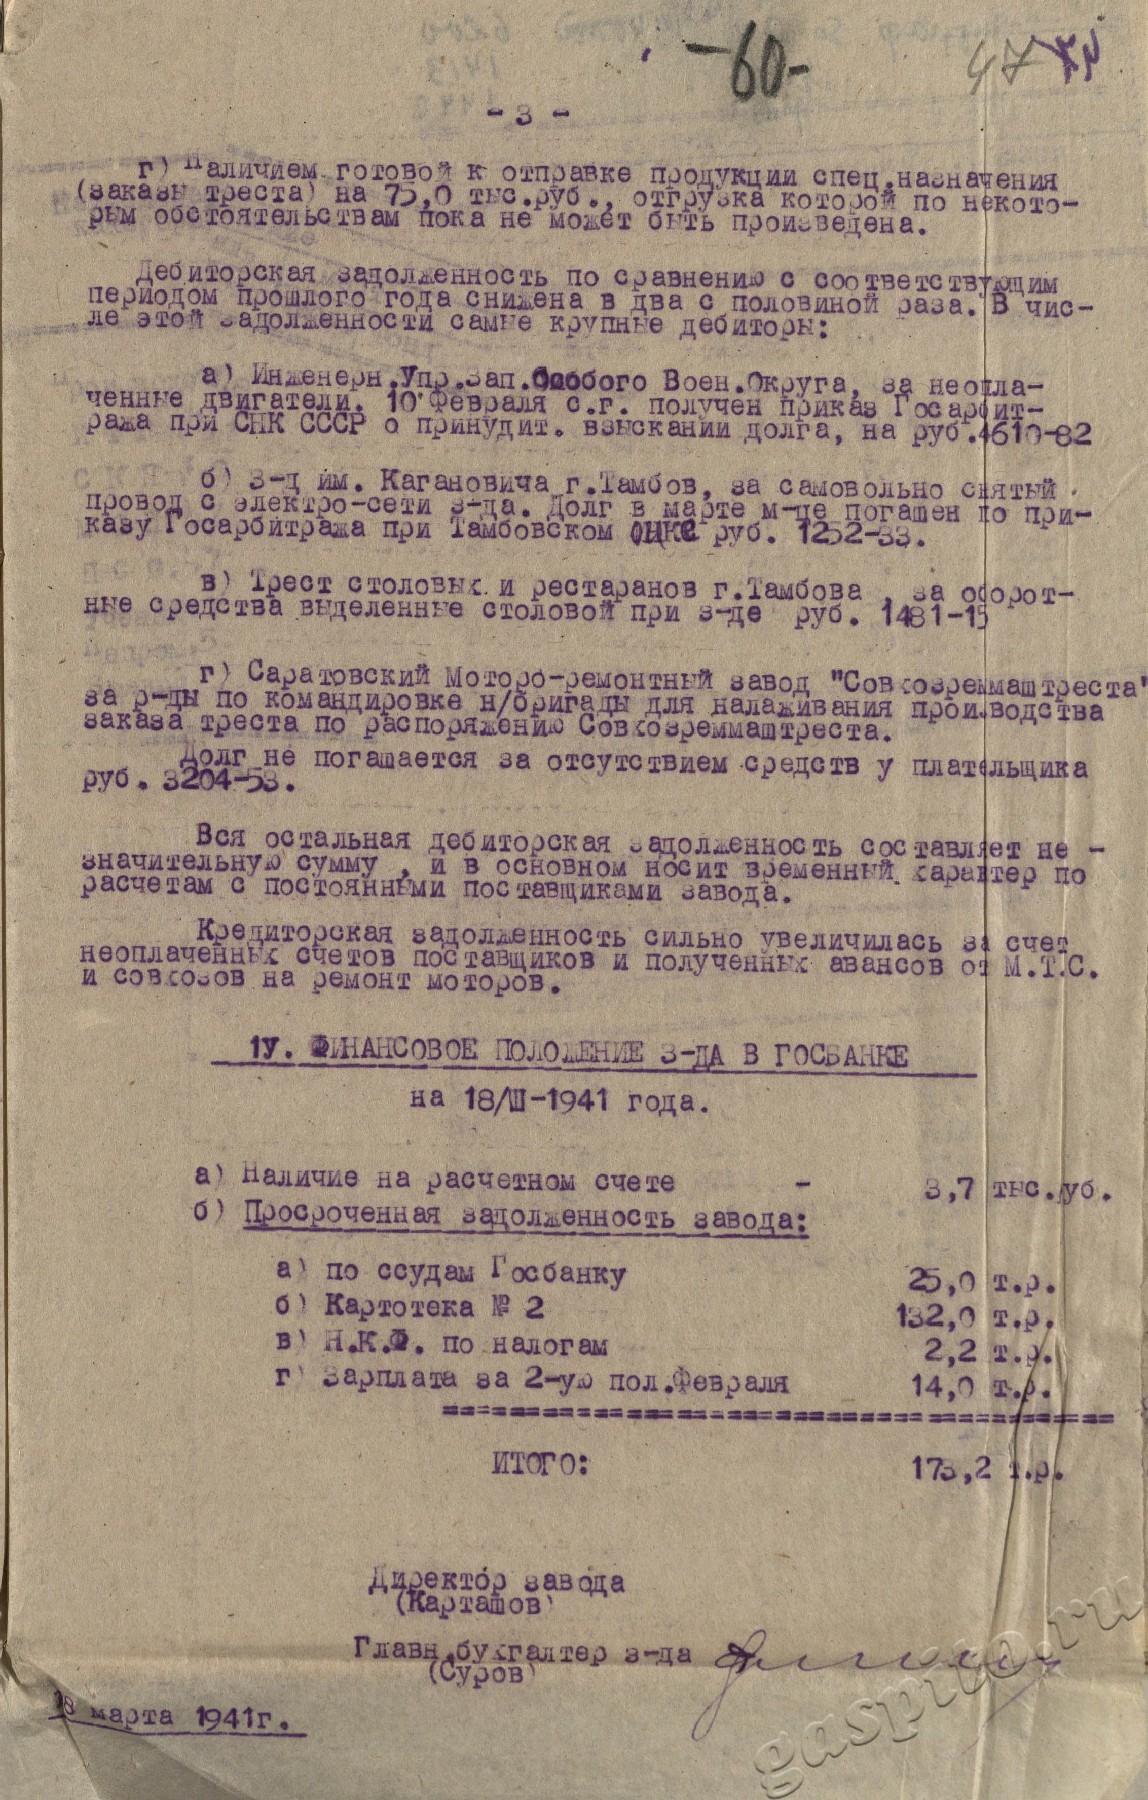 -60-
47
- 3 -
г) Наличием готовой к отправке продукции спец.назначения
(заказы треста) на 75,0 тыс.руб., отгрузка которой по некото-
рым обстоятельствам пока не может быть произведена.
Дебиторская задолженность по сравнению с соответствующим
периодом прошлого года снижена в два с половиной раза. В чис-
ле этой задолженности самые крупные дебиторы:
а) Инженерн.Упр.Зап.Особого Воен.Округа, за неопла-
ченные двигатели. 10 Февраля с.г. получен приказ Госарбит-
ража при СНК СССР о принудит. взыскании долга, на руб.4610-82
б) З-д им. Кагановича г.Тамбов, за самовольно снятый
провод с электро-сети з-да. Долг в марте м-це погашен по при-
казу Госарбитража при Тамбовском руб. 1252-33.
в) Трест столовых и рестаранов г.Тамбова , за оборот-
ные средства выделенные столовой при з-де руб. 1481-15
г) Саратовский Моторо-ремонтный завод "Совхозреммаштреста"
за р-ды по командировке н/бригады для налаживания производства
заказа треста по распоряжению Совхозреммаштреста.
Долг не погашается за отсутствием средств у плательщика
руб. 3204-53.
Вся остальная дебиторская задолженность составляет не -
значительную сумму , и в основном носит временный характер по
расчетам с постоянными поставщиками завода.
Кредиторская задолженность сильно увеличилась за счет
неоплаченных счетов поставщиков и полученных авансов от М.Т.С.
и совхозов на ремонт моторов.
1У. ФИНАНСОВОЕ ПОЛОЖЕНИЕ З-ДА В ГОСБАНКЕ
на 18/Ш-1941 года.
а) Наличие на расчетном счете - 3,7 тыс.руб.
б) Просроченная задолженность завода:
а) по ссудам Госбанку 25,0 т.р.
б) Картотека № 2 132,0 т.р.
в) Н.К.Ф. по налогам 2,2 т.р.
г) Зарплата за 2-ую пол.Февраля 14,0 т.р.
========================================
ИТОГО: 173,2 т.р.
Директор завода
(Карташов)
Главн.бухгалтер з-да
(Суров)
18 марта 1941г.
gaspito.ru